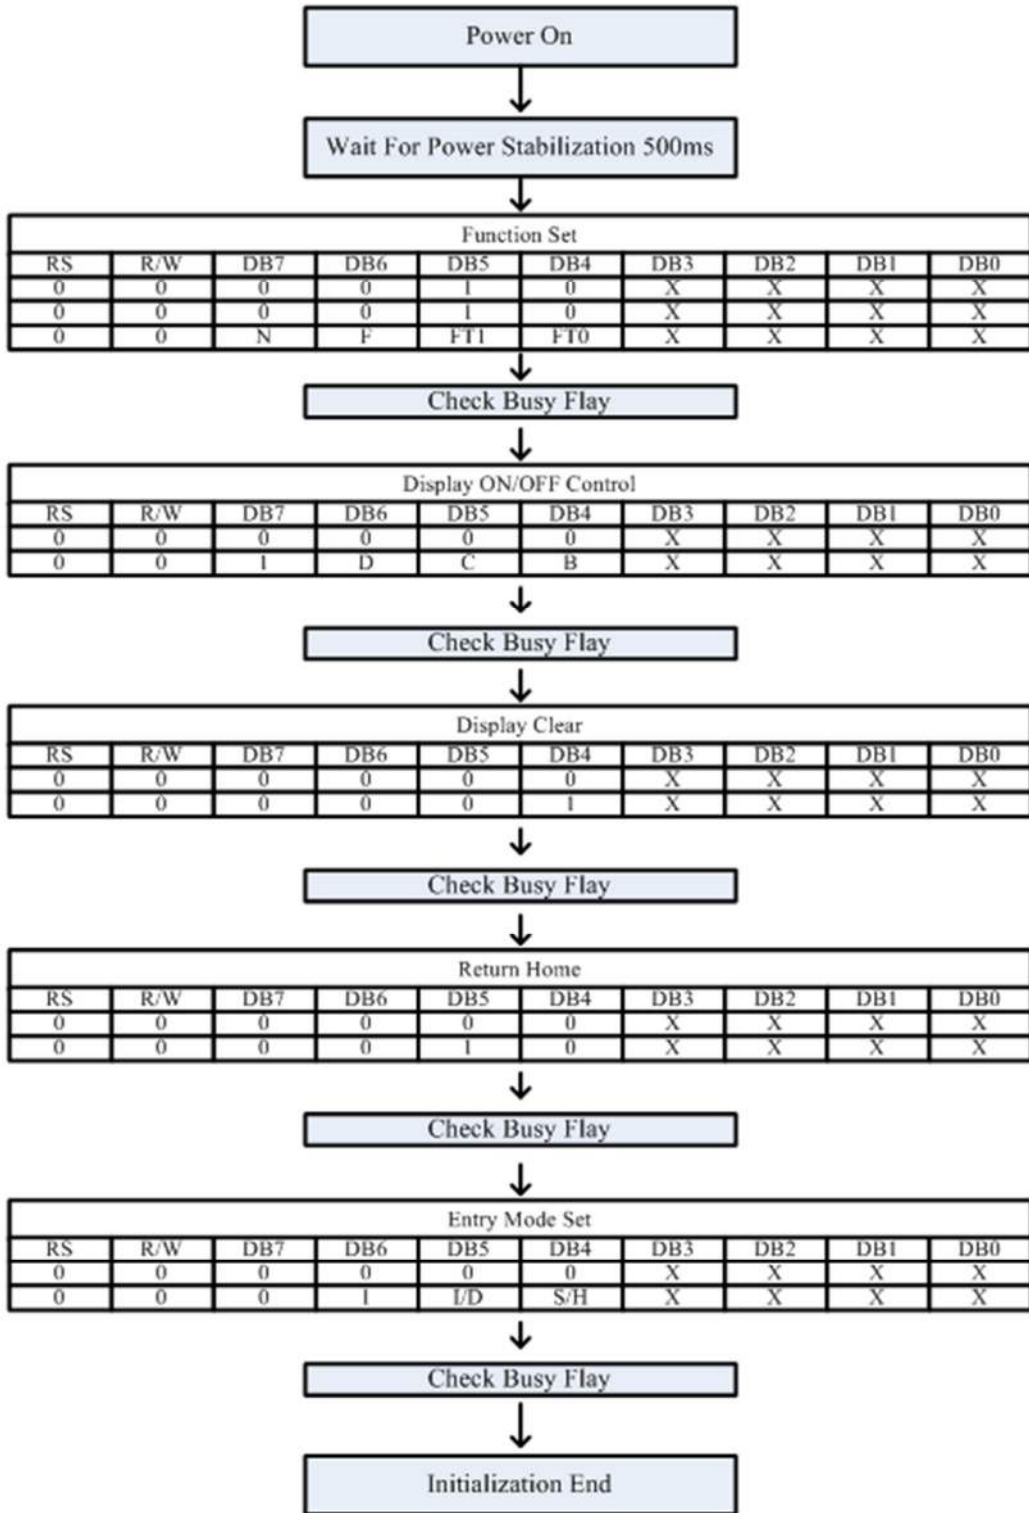 Power On
Wait For Power Stabilization 500ms
Function Set
RS R/W DB7 DB6 DB5 DB4 DB3 DB2 DB1 DB0
0 0 0 0 1 0 X X X X
0 0 0 0 1 0 X X X X
0 0 N F FT1 FT0 X X X X
Check Busy Flay
Display ON/OFF Control
RS R/W DB7 DB6 DB5 DB4 DB3 DB2 DB1 DB0
0 0 0 0 0 0 X X X X
0 0 1 D C B X X X X
Check Busy Flay
Display Clear
RS R/W DB7 DB6 DB5 DB4 DB3 DB2 DB1 DB0
0 0 0 0 0 0 X X X X
0 0 0 0 0 1 X X X X
Check Busy Flay
Return Home
RS R/W DB7 DB6 DB5 DB4 DB3 DB2 DB1 DB0
0 0 0 0 0 0 X X X X
0 0 0 0 1 0 X X X X
Check Busy Flay
Entry Mode Set
RS R/W DB7 DB6 DB5 DB4 DB3 DB2 DB1 DB0
0 0 0 0 0 0 X X X X
0 0 0 1 I/D S/H X X X X
Check Busy Flay
Initialization End